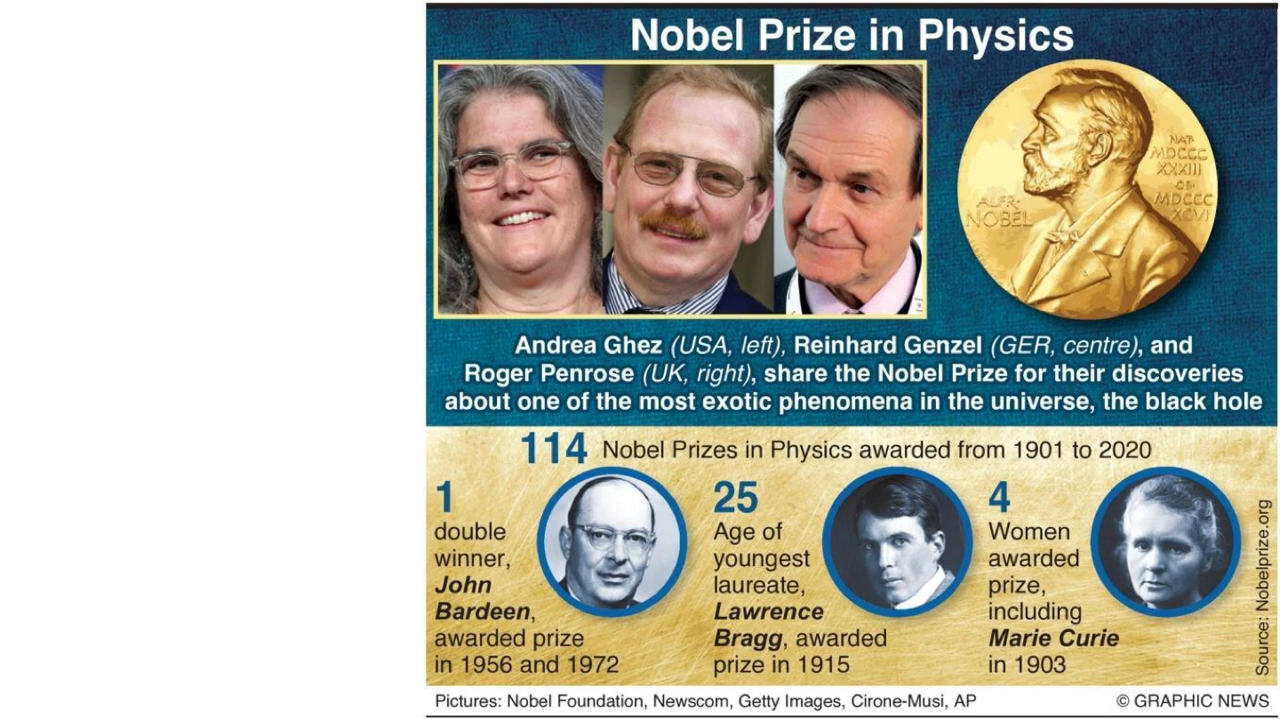 Nobel Prize in Physics
ALFR·
NOBEL
NAT·
MDCCC
XXXIII
OB·
MDCCC
XCVI
Andrea Ghez (USA, left), Reinhard Genzel (GER, centre), and
Roger Penrose (UK, right), share the Nobel Prize for their discoveries
about one of the most exotic phenomena in the universe, the black hole
114 Nobel Prizes in Physics awarded from 1901 to 2020
1
double
winner,
John
Bardeen,
awarded prize
in 1956 and 1972
25
Age of
youngest
laureate,
Lawrence
Bragg, awarded
prize in 1915
4
Women
awarded
prize,
including
Marie Curie
in 1903
Source: Nobelprize.org
Pictures: Nobel Foundation, Newscom, Getty Images, Cirone-Musi, AP
© GRAPHIC NEWS